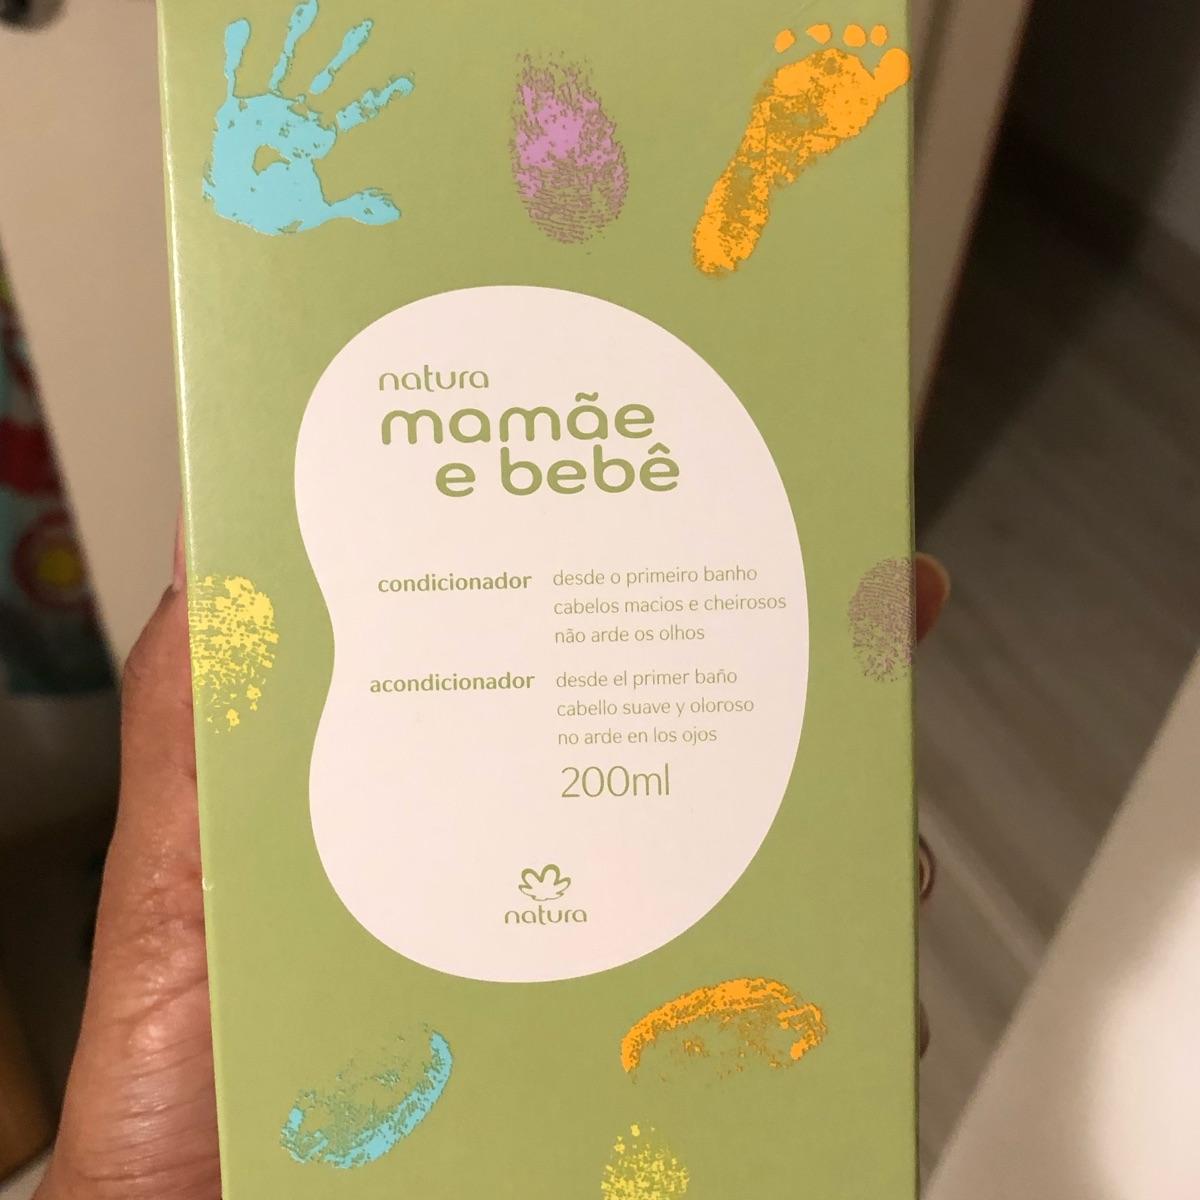 natura
mamãe
e bebê
condicionador
desde o primeiro banho
cabelos macios e cheirosos
não arde os olhos
acondicionador
desde el primer baño
cabello suave y oloroso
no arde en los ojos
200ml
natura